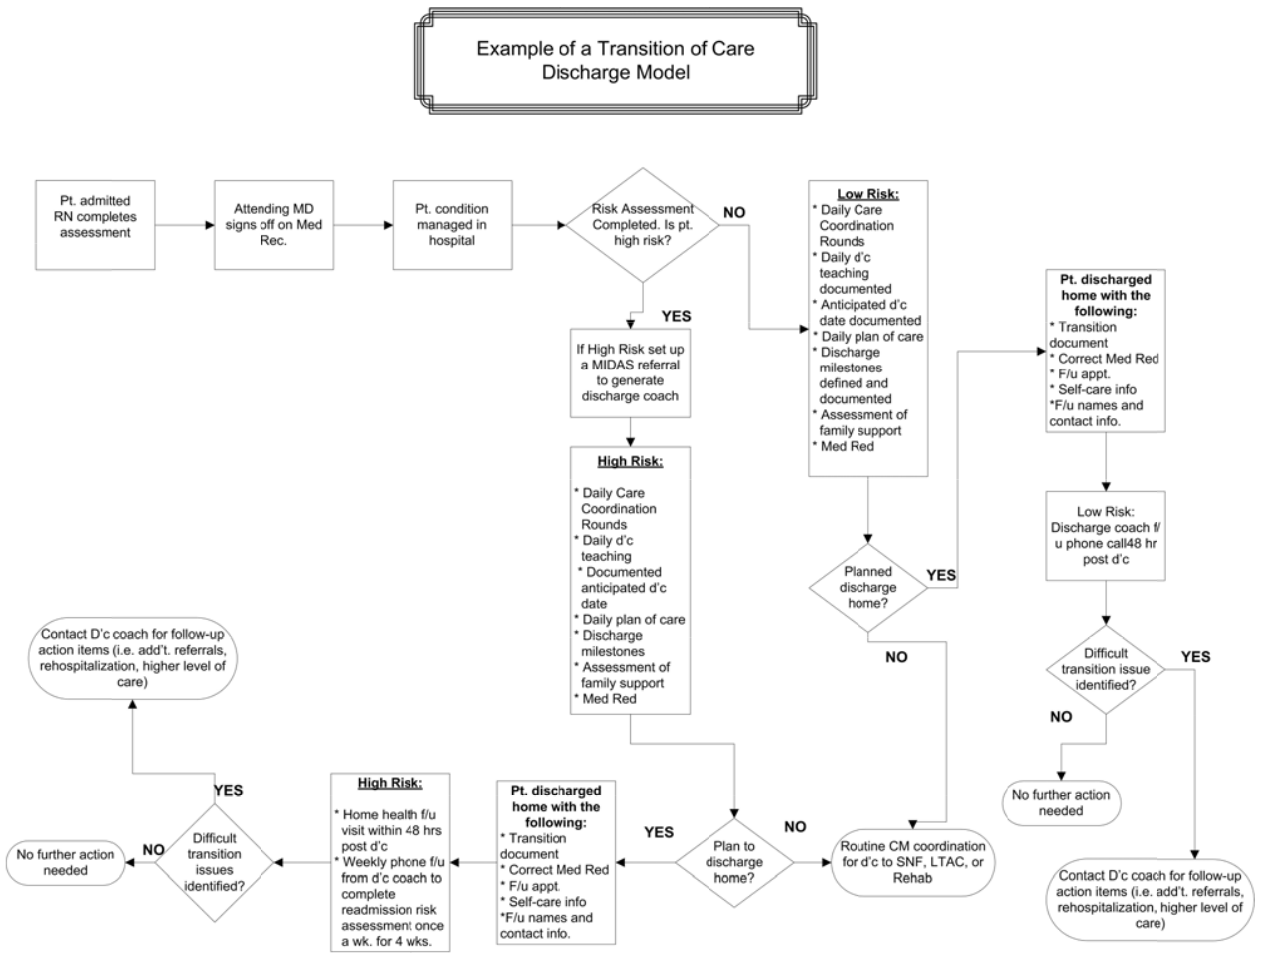 Example of a Transition of Care
Discharge Model
Pt. admitted
RN completes
assessment
Attending MD
signs off on Med
Rec.
Pt. condition
managed in
hospital
Risk Assessment
Completed. Is pt.
high risk?
NO
YES
Low Risk:
* Daily Care
Coordination
Rounds
* Daily d'c
teaching
documented
* Anticipated d'c
date documented
* Daily plan of care
* Discharge
milestones
defined and
documented
* Assessment of
family support
* Med Red
If High Risk set up
a MIDAS referral
to generate
discharge coach
High Risk:
* Daily Care
Coordination
Rounds
* Daily d'c
teaching
* Documented
anticipated d'c
date
* Daily plan of care
* Discharge
milestones
* Assessment of
family support
* Med Red
Planned
discharge
home?
YES
NO
Pt. discharged
home with the
following:
* Transition
document
* Correct Med Red
* F/u appt.
* Self-care info
*F/u names and
contact info.
Low Risk:
Discharge coach f/
u phone call48 hr
post d'c
Difficult
transition issue
identified?
YES
NO
No further action
needed
Contact D'c coach for follow-up
action items (i.e. add't. referrals,
rehospitalization, higher level of
care)
Plan to
discharge
home?
NO
YES
Routine CM coordination
for d'c to SNF, LTAC, or
Rehab
Pt. discharged
home with the
following:
* Transition
document
* Correct Med Red
* F/u appt.
* Self-care info
*F/u names and
contact info.
High Risk:
* Home health f/u
visit within 48 hrs
post d'c
* Weekly phone f/u
from d'c coach to
complete
readmission risk
assessment once
a wk. for 4 wks.
Difficult
transition
issues
identified?
YES
NO
Contact D'c coach for follow-up
action items (i.e. add't. referrals,
rehospitalization, higher level of
care)
No further action
needed